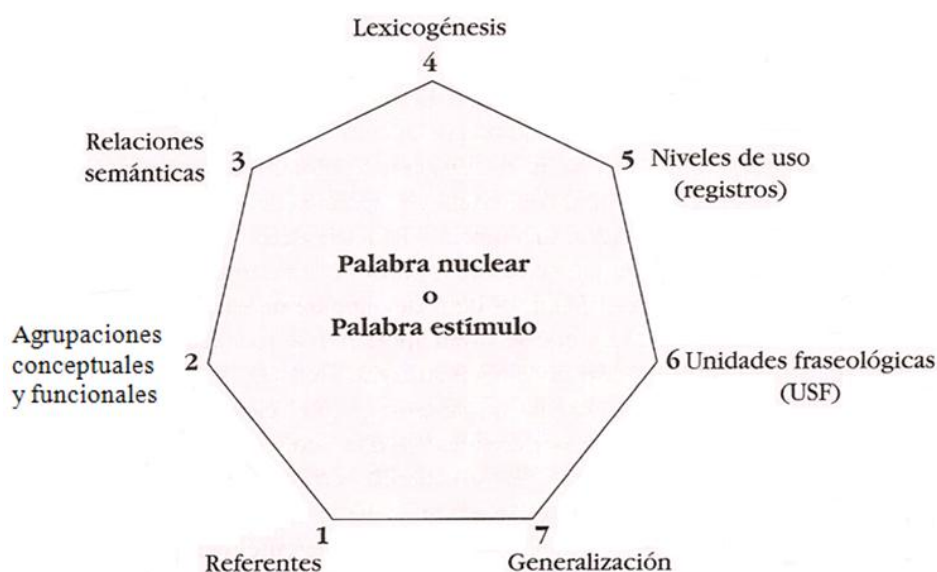 Lexicogénesis
4
Relaciones
semánticas
3
5
Niveles de uso
(registros)
Palabra nuclear
o
Palabra estímulo
Agrupaciones
conceptuales
y funcionales
2
6 Unidades fraseológicas
(USF)
1
Referentes
7
Generalización